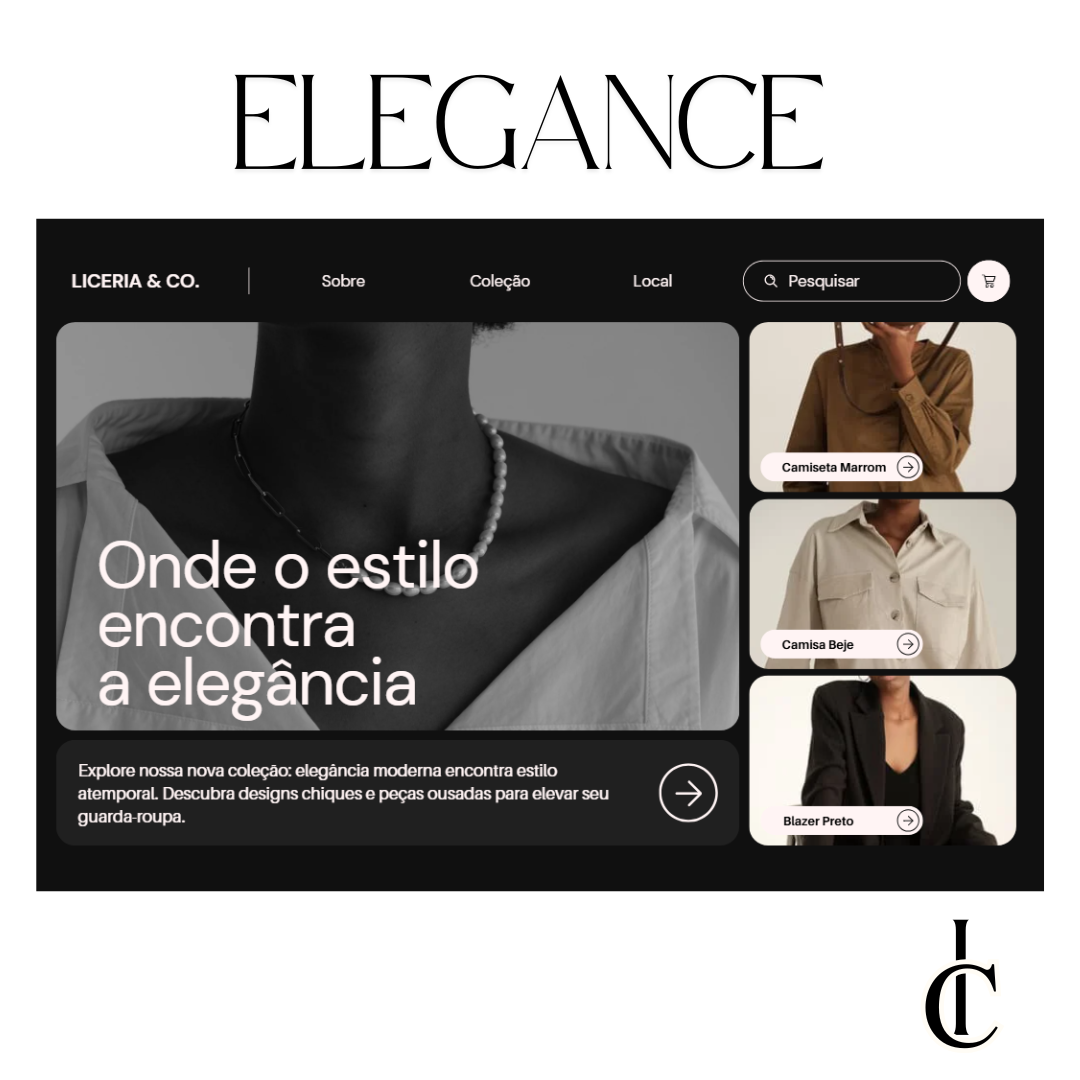 ELEGANCE
LICERIA & CO.
Sobre
Coleção
Local
Pesquisar
Onde o estilo
encontra
a elegância
Explore nossa nova coleção: elegância moderna encontra estilo
atemporal. Descubra designs chiques e peças ousadas para elevar seu
guarda-roupa.
Camiseta Marrom
Camisa Beje
Blazer Preto
IC